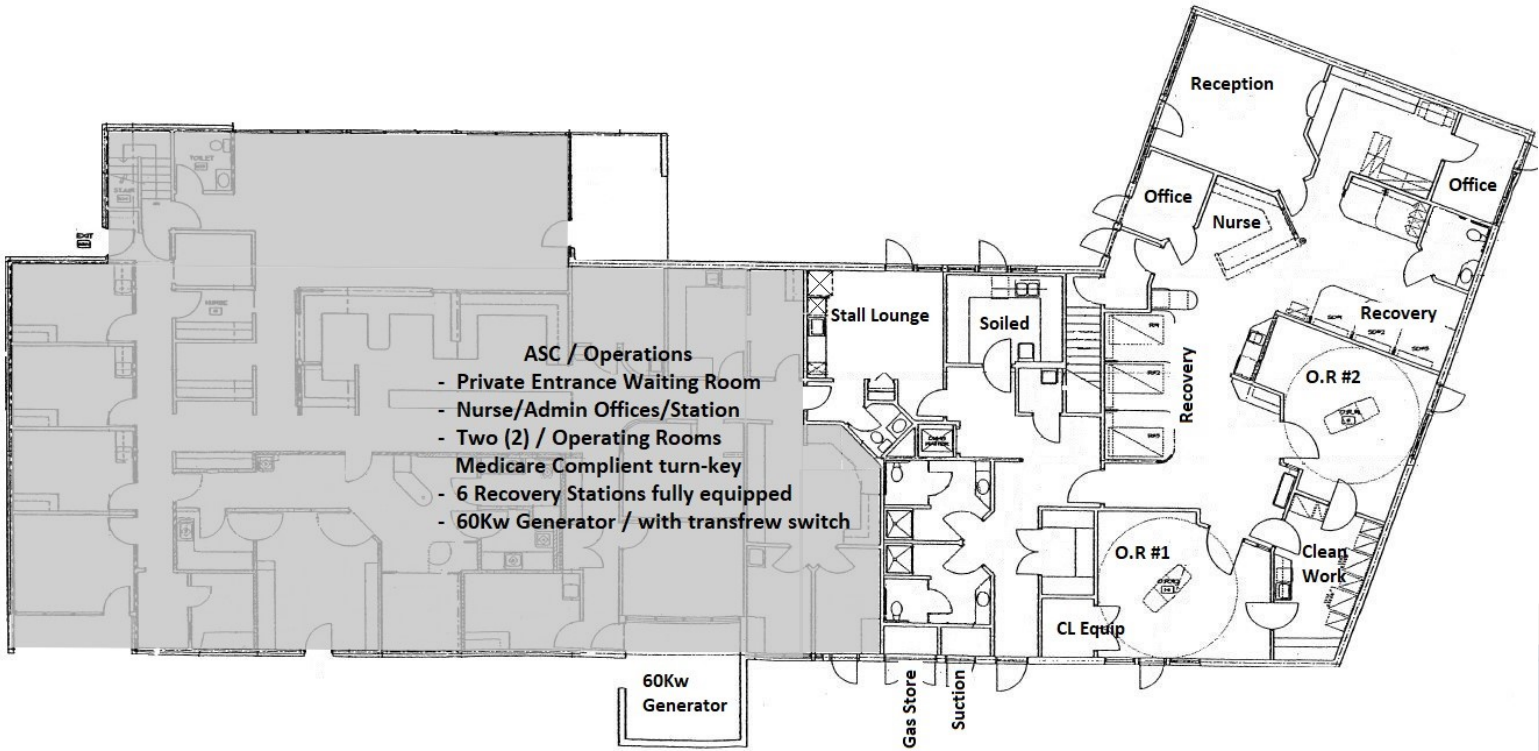 Reception
Office
Office
Nurse
TOILET
STAIR
EXIT
NURSE
Stall Lounge
Soiled
Recovery
Recovery
O.R #2
ASC / Operations
- Private Entrance Waiting Room
- Nurse/Admin Offices/Station
- Two (2) / Operating Rooms
Medicare Complient turn-key
- 6 Recovery Stations fully equipped
- 60Kw Generator / with transfrew switch
O.R #1
Clean
Work
CL Equip
60Kw
Generator
Gas Store
Suction